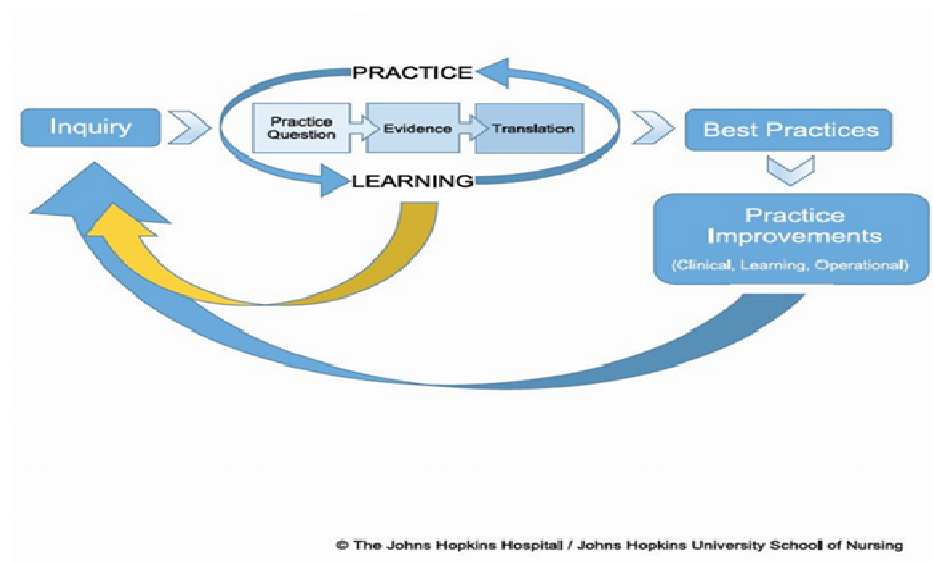 PRACTICE
Inquiry
Practice
Question
Evidence
Translation
LEARNING
Best Practices
Practice
Improvements
(Clinical, Learning, Operational)
© The Johns Hopkins Hospital / Johns Hopkins University School of Nursing